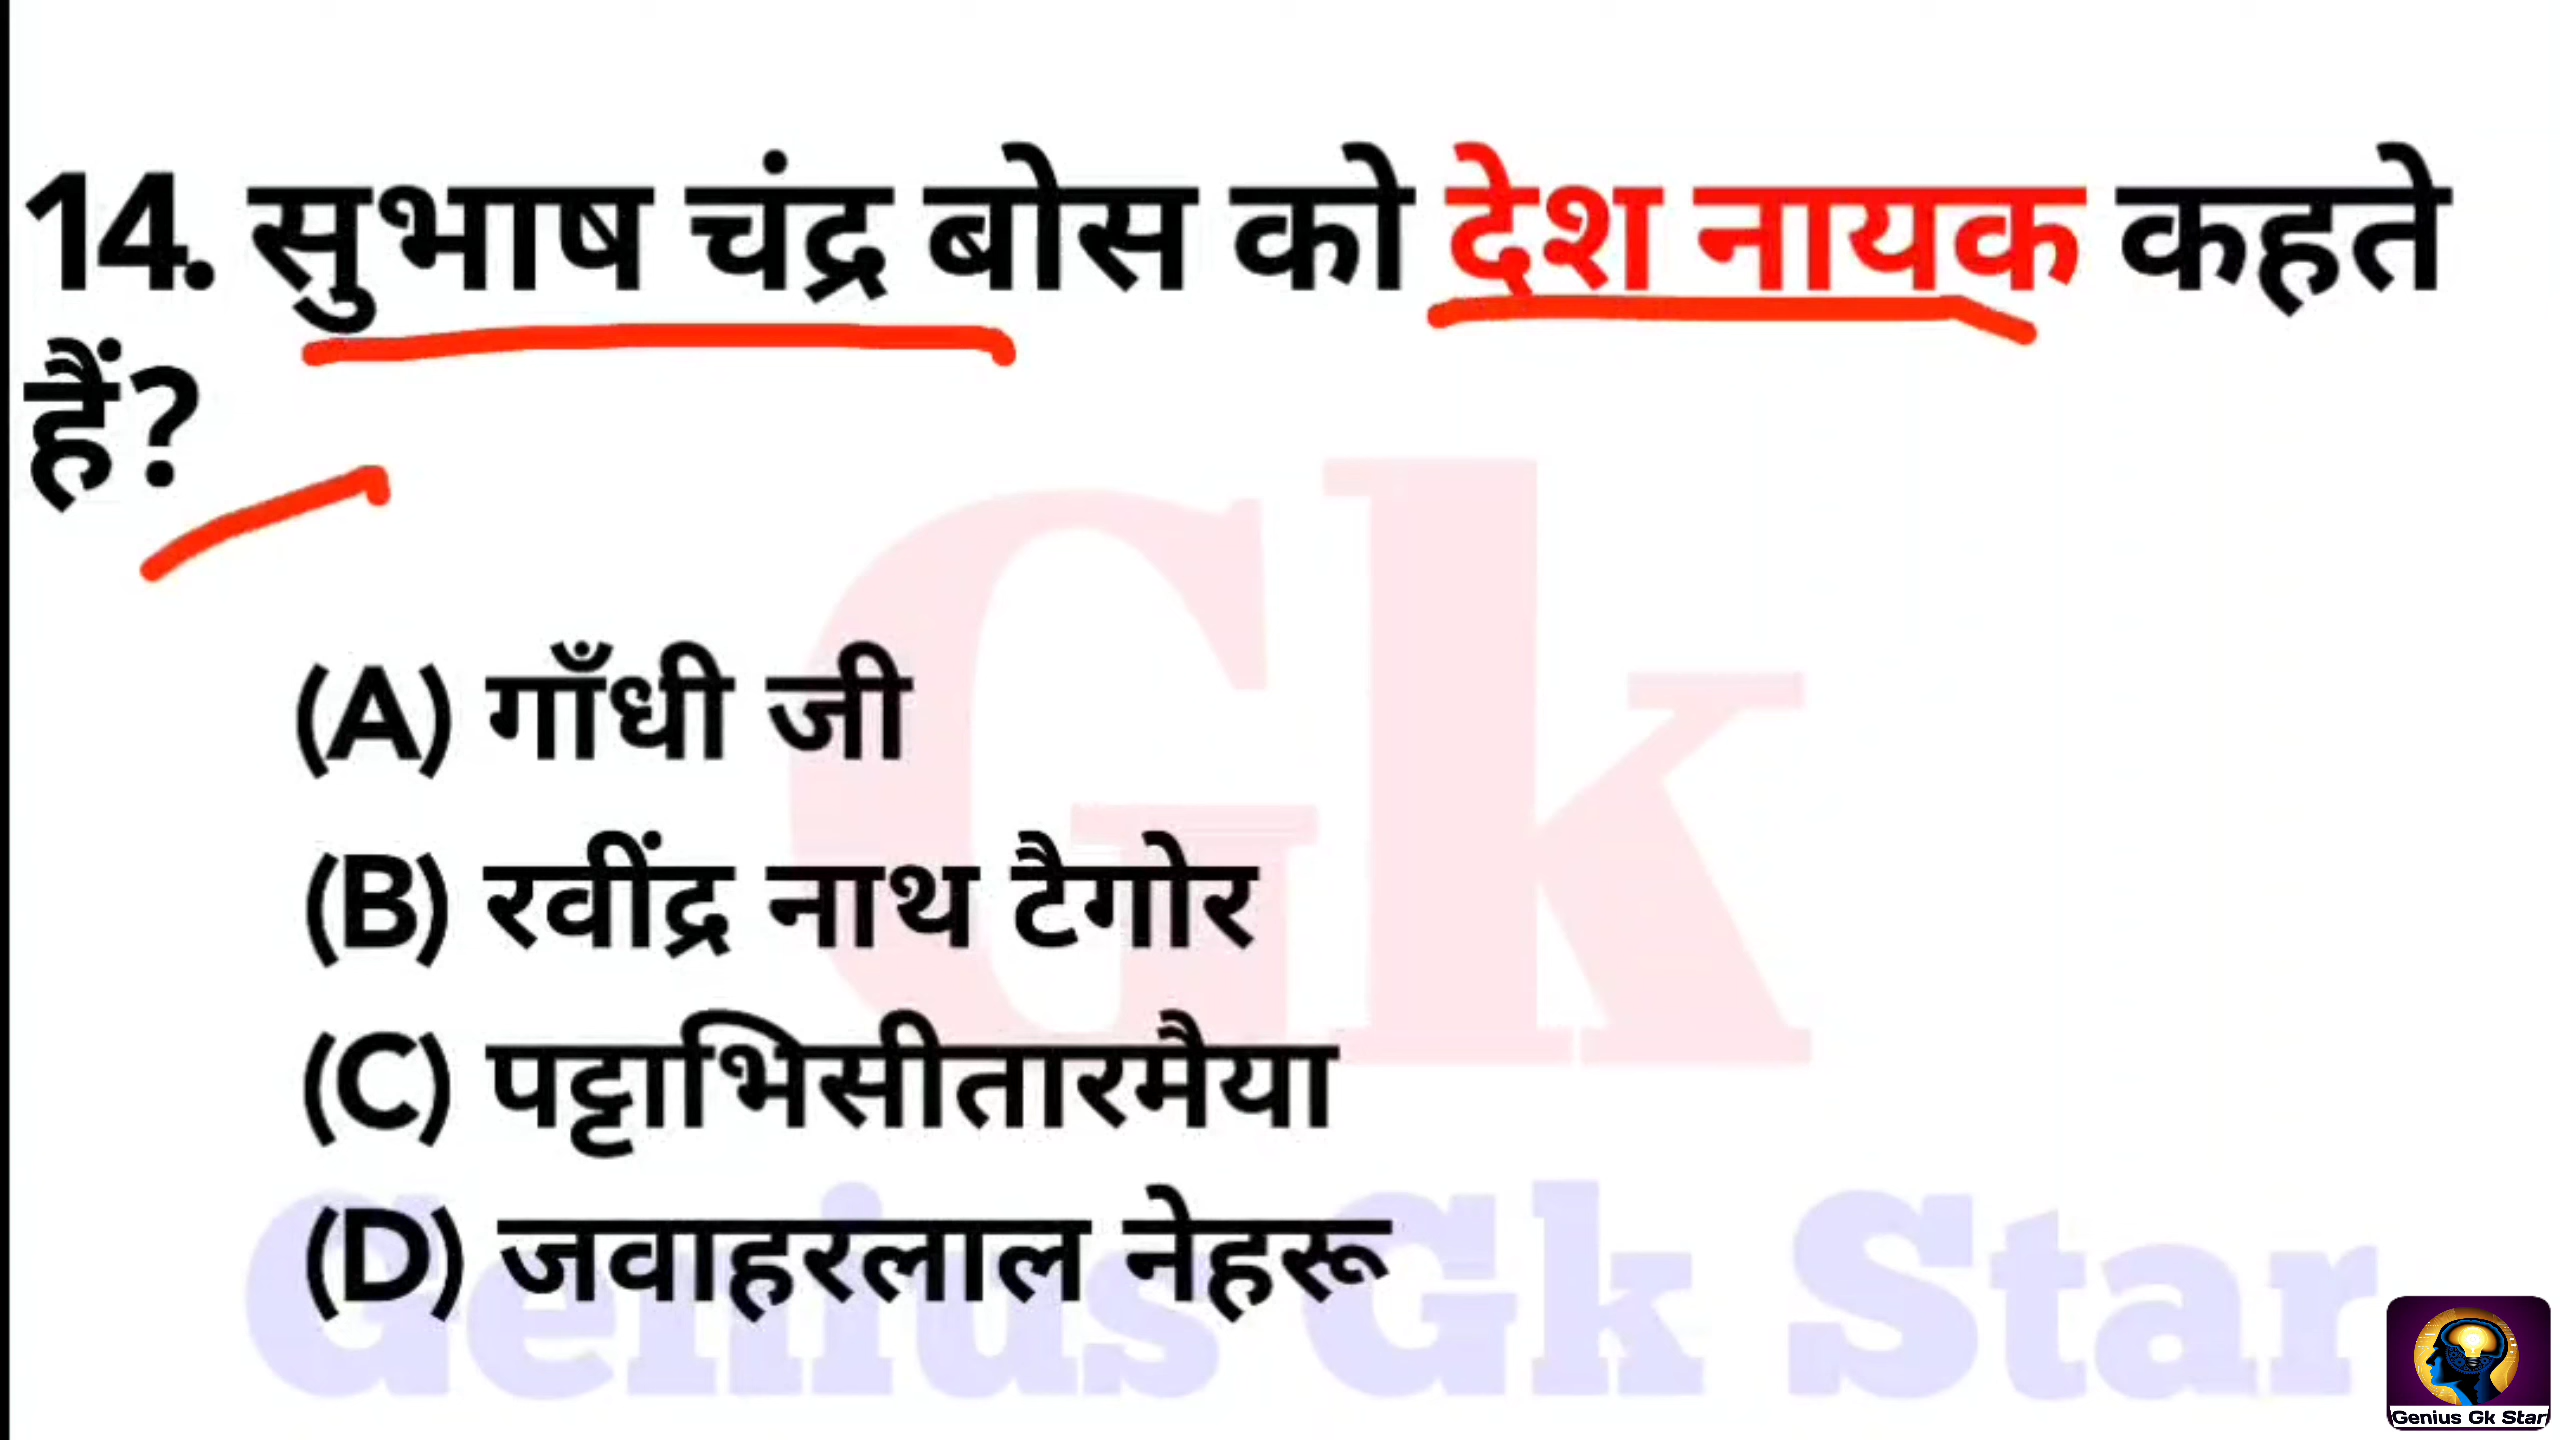 14. सुभाष चंद्र बोस को देश नायक कहते
हैं?
(A) गाँधी जी
(B) रवींद्र नाथ टैगोर
(C) पट्टाभिसीतारमैया
(D) जवाहरलाल नेहरू
Gk
Genius Gk Star
Genius Gk Star